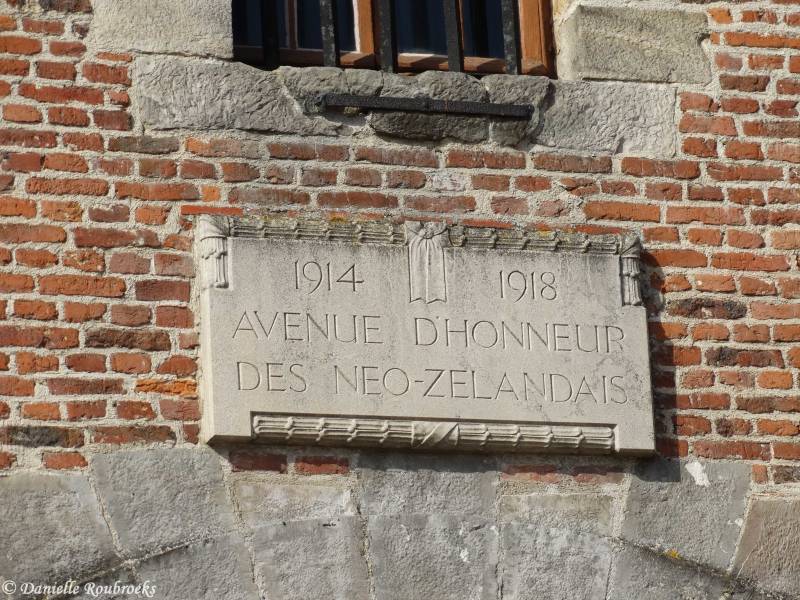 1914 1918
AVENUE D'HONNEUR
DES NEO-ZELANDAIS
© Danielle Roubroeks